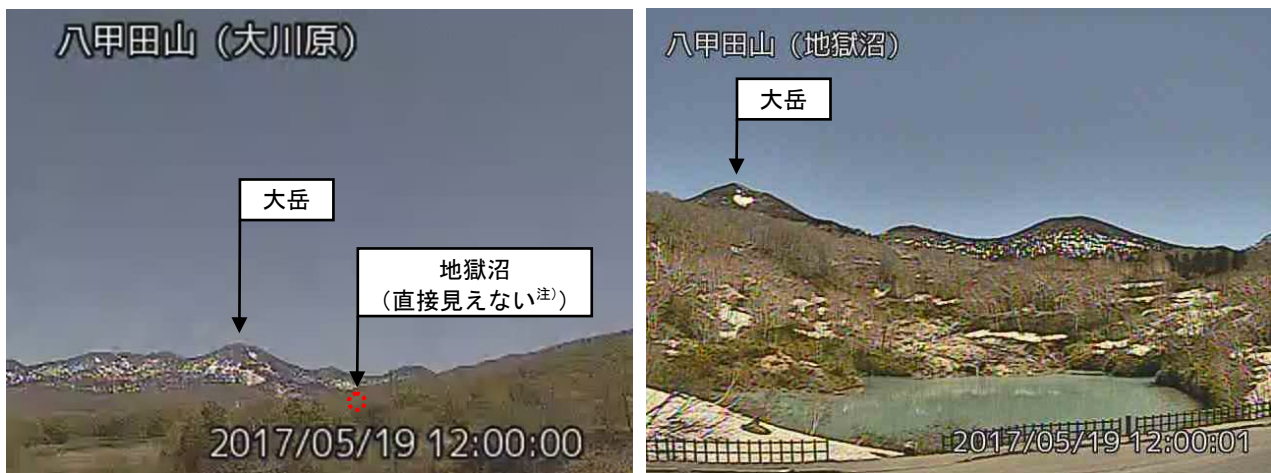 八甲田山（大川原）
大岳
地獄沼
（直接見えない注)）
2017/05/19 12:00:00
八甲田山（地獄沼）
大岳
2017/05/19 12:00:01